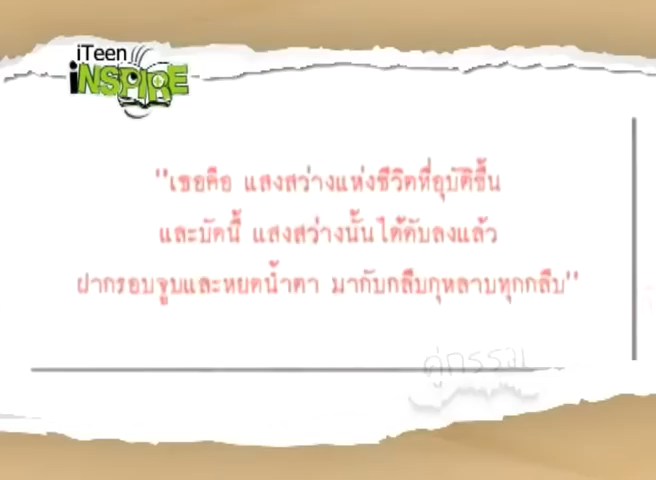 iTeen
iNSPIRE
"เธอคือ แสงสว่างแห่งชีวิตที่อุบัติขึ้น
และบัดนี้ แสงสว่างนั้นได้ดับลงแล้ว
ฝากรอบจูบและหยดน้ำตา มากับกลีบกุหลาบทุกกลีบ"
คู่กรรม